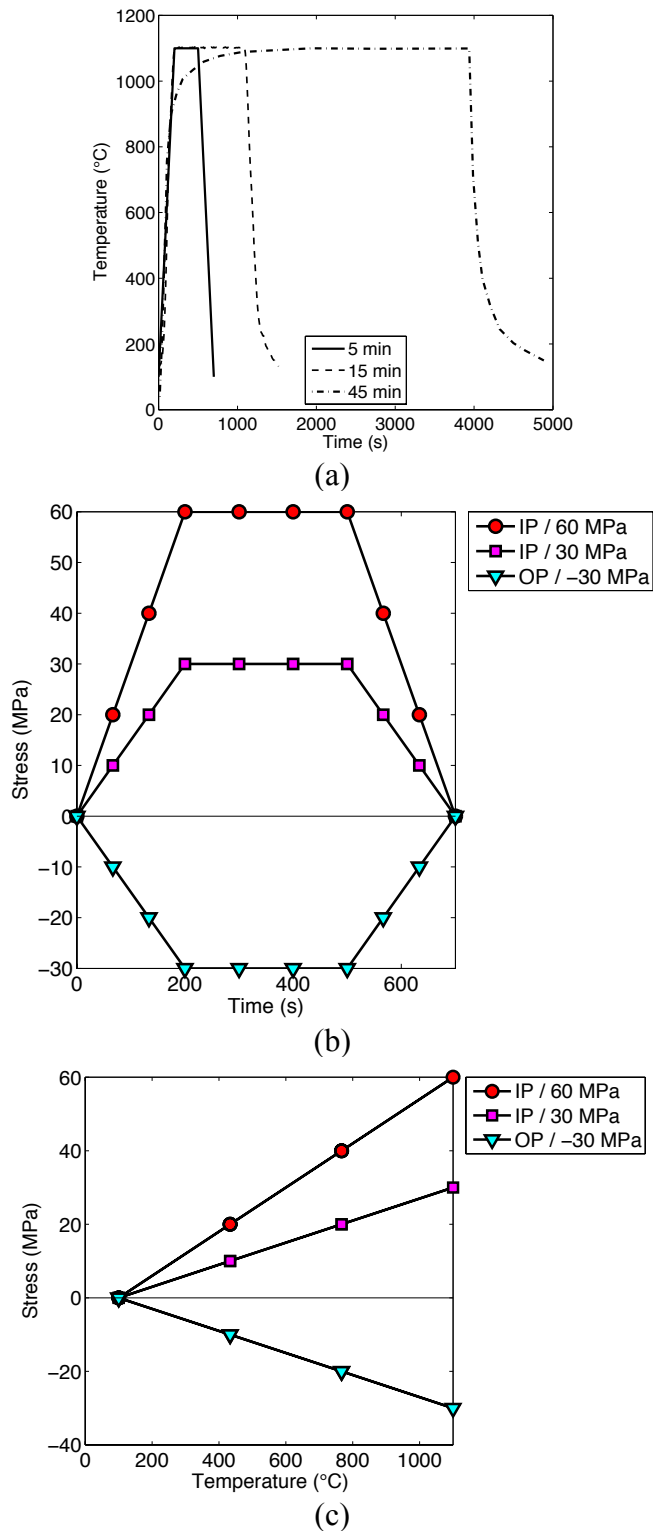 1200
1000
800
600
400
200
0
Temperature (°C)
5 min
15 min
45 min
0 1000 2000 3000 4000 5000
Time (s)
(a)
60
50
40
30
20
10
0
−10
−20
−30
Stress (MPa)
IP / 60 MPa
IP / 30 MPa
OP / −30 MPa
0 200 400 600
Time (s)
(b)
60
40
20
0
−20
−40
Stress (MPa)
IP / 60 MPa
IP / 30 MPa
OP / −30 MPa
0 200 400 600 800 1000
Temperature (°C)
(c)